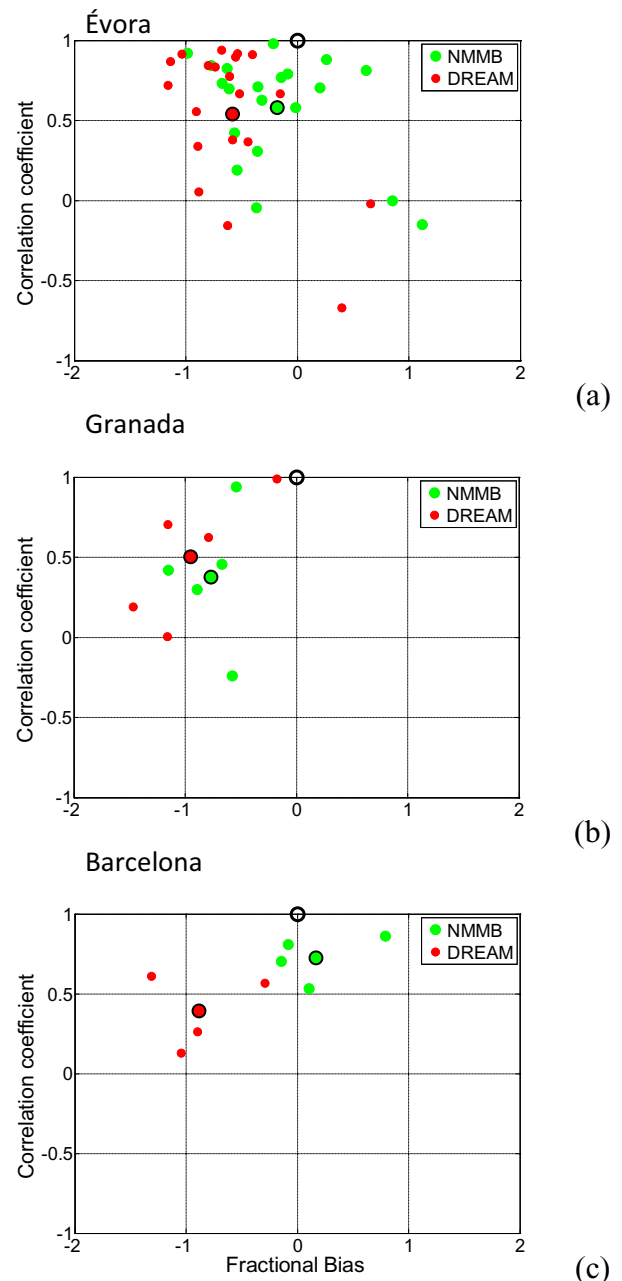 Évora
1
NMMB
DREAM
0.5
0
0.5
-1
-2
-1
0
1
2
Correlation coefficient
(a)
Granada
1
NMMB
DREAM
0.5
0
-0.5
-1
-2
-1
0
1
2
Correlation coefficient
(b)
Barcelona
1
NMMB
DREAM
0.5
0
-0.5
-1
-2
-1
0
1
2
Correlation coefficient
Fractional Bias
(c)